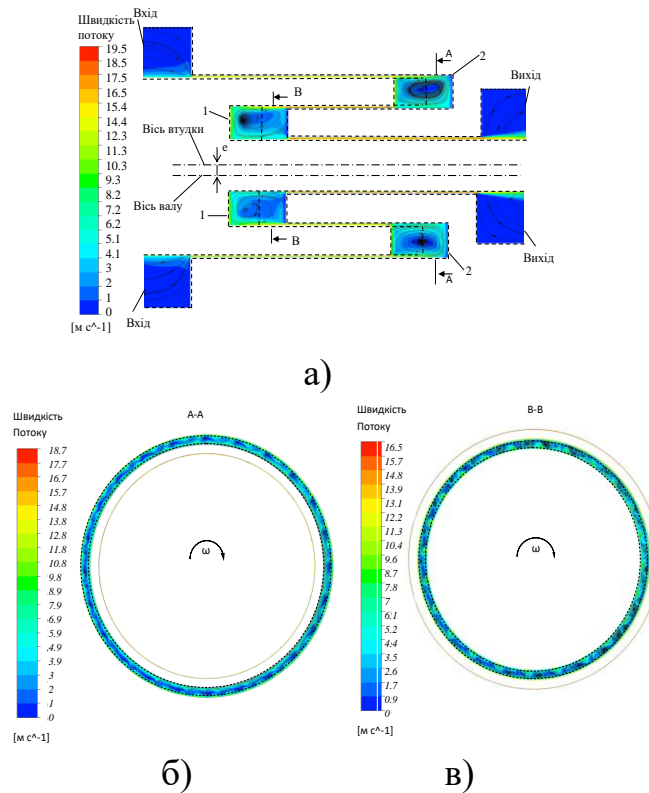 Швидкість
потоку
19.5
18.5
17.4
16.4
15.4
14.4
13.3
12.3
11.3
10.3
9.3
8.2
7.2
6.2
5.1
4.1
3.1
2.1
1
0
[м с^-1]
Вхід
A
2
Вихід
1
B
e
Вісь втулки
Вісь валу
1
B
A
2
Вихід
Вхід
а)
Швидкість
Потоку
A-A
18.7
17.7
16.7
15.7
14.8
13.8
12.8
11.8
10.8
9.8
8.9
7.9
6.9
5.9
4.9
3.9
3
2
1
0
[м с^-1]
ω
Швидкість
Потоку
B-B
16.5
15.7
14.8
13.9
13.1
12.2
11.3
10.4
9.6
8.7
7.8
7
6.1
5.2
4.4
3.5
2.6
1.7
0.9
0
[м с^-1]
ω
б)
в)